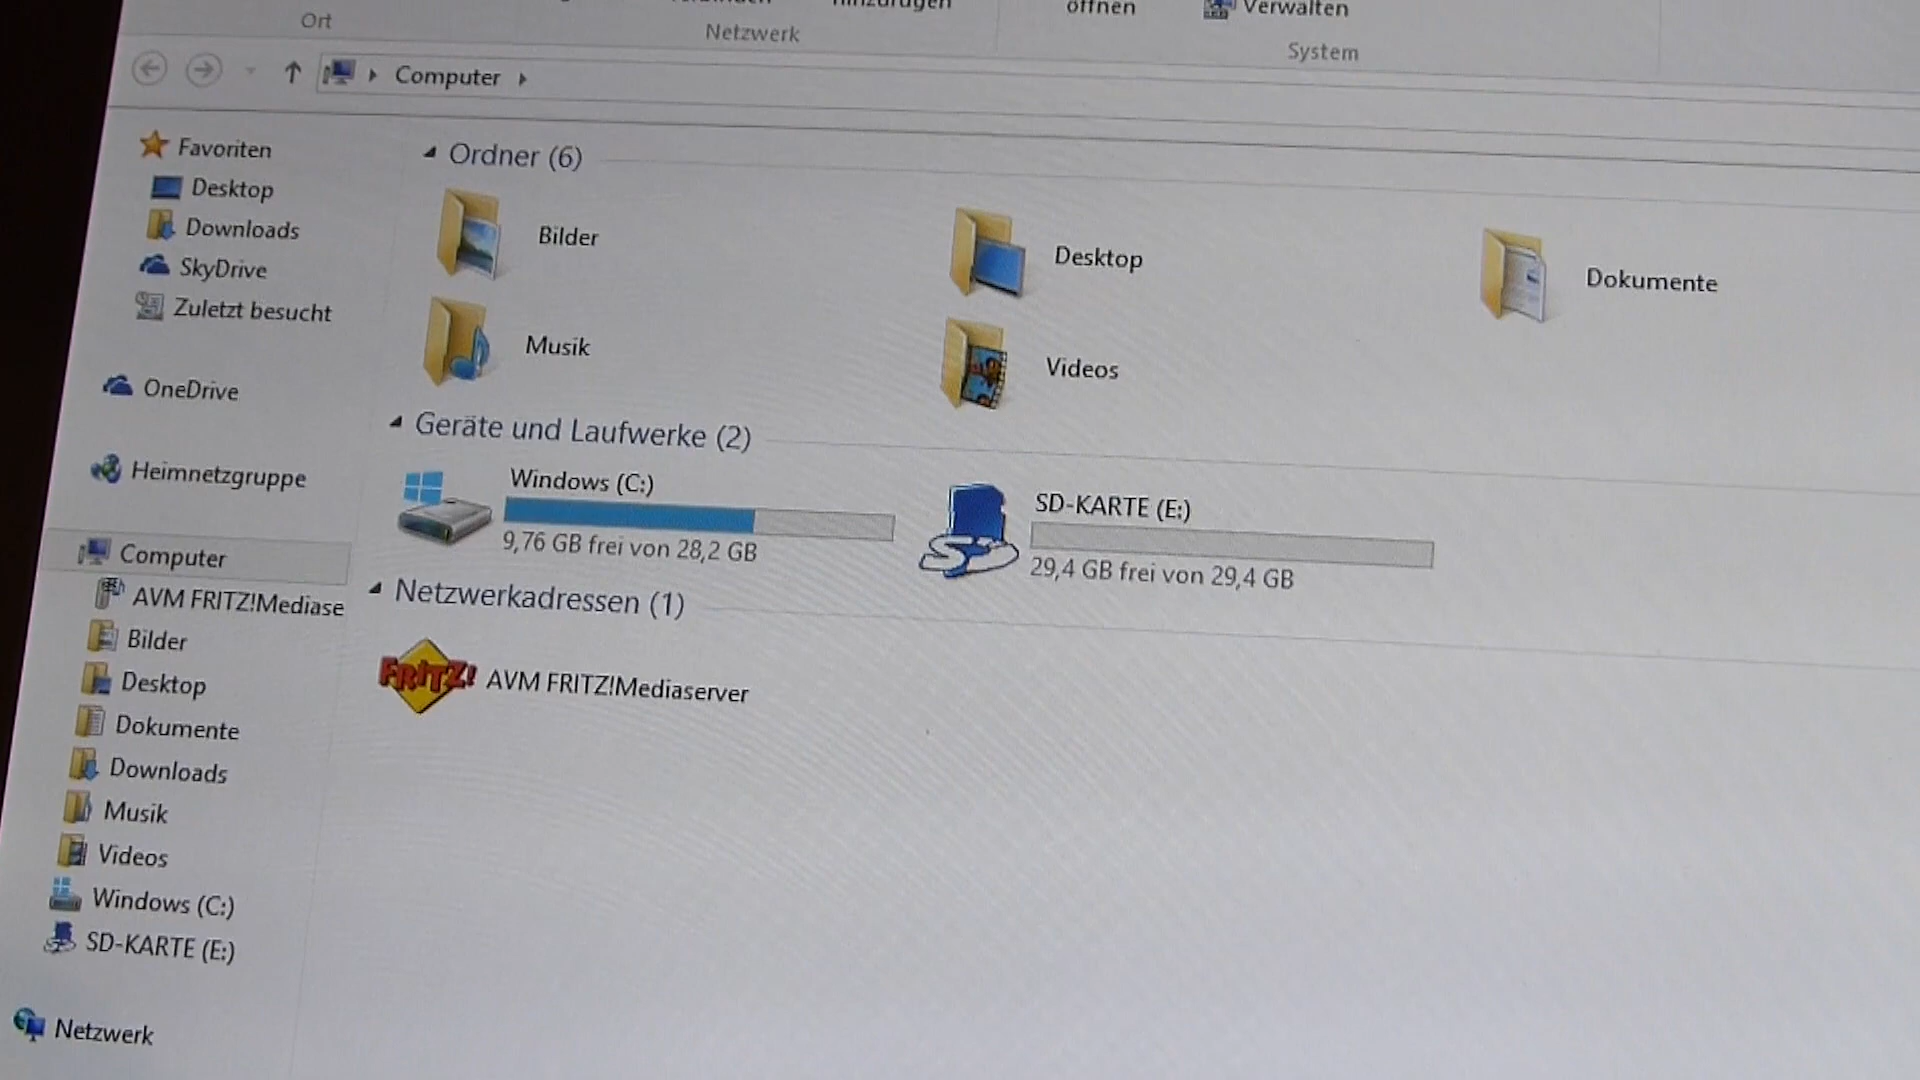 Ort
hinzufügen
Netzwerk
öffnen
Verwalten
System
Computer
Favoriten
Desktop
Downloads
SkyDrive
Zuletzt besucht
OneDrive
Heimnetzgruppe
Computer
AVM FRITZ!Mediase
Bilder
Desktop
Dokumente
Downloads
Musik
Videos
Windows (C:)
SD-KARTE (E:)
Netzwerk
Ordner (6)
Bilder
Desktop
Dokumente
Musik
Videos
Geräte und Laufwerke (2)
Windows (C:)
9,76 GB frei von 28,2 GB
SD-KARTE (E:)
29,4 GB frei von 29,4 GB
Netzwerkadressen (1)
FRITZ!
AVM FRITZ!Mediaserver